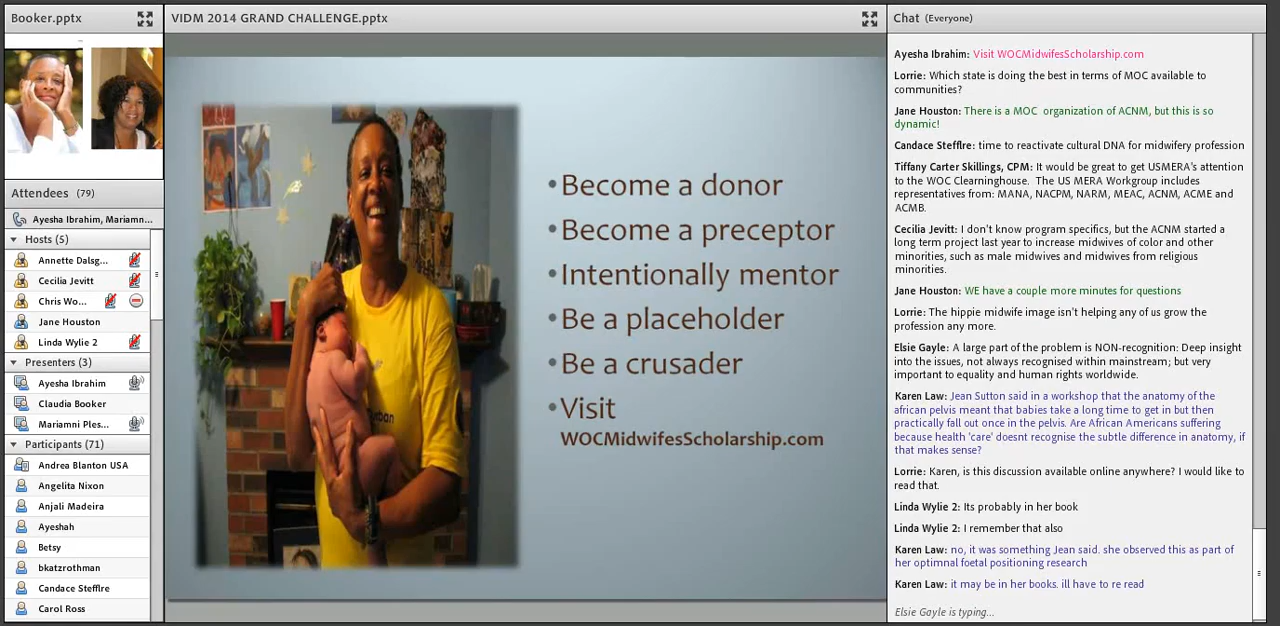 Booker.pptx
VIDM 2014 GRAND CHALLENGE.pptx
Chat (Everyone)
Attendees (79)
Ayesha Ibrahim, Mariamn...
Hosts (5)
Annette Dalsg...
Cecilia Jevitt
Chris Wo...
Jane Houston
Linda Wylie 2
Presenters (3)
Ayesha Ibrahim
Claudia Booker
Mariamni Ples...
Participants (71)
Andrea Blanton USA
Angelita Nixon
Anjali Madeira
Ayeshah
Betsy
bkatzrothman
Candace Stefflre
Carol Ross
•Become a donor
•Become a preceptor
•Intentionally mentor
•Be a placeholder
•Be a crusader
•Visit
WOCMidwifesScholarship.com
Ayesha Ibrahim: Visit WOCMidwifesScholarship.com
Lorrie: Which state is doing the best in terms of MOC available to
communities?
Jane Houston: There is a MOC organization of ACNM, but this is so
dynamic!
Candace Stefflre: time to reactivate cultural DNA for midwifery profession
Tiffany Carter Skillings, CPM: It would be great to get USMERA's attention
to the WOC Clearninghouse. The US MERA Workgroup includes
representatives from: MANA, NACPM, NARM, MEAC, ACNM, ACME and
ACMB.
Cecilia Jevitt: I don't know program specifics, but the ACNM started a
long term project last year to increase midwives of color and other
minorities, such as male midwives and midwives from religious
minorities.
Jane Houston: WE have a couple more minutes for questions
Lorrie: The hippie midwife image isn't helping any of us grow the
profession any more.
Elsie Gayle: A large part of the problem is NON-recognition: Deep insight
into the issues, not always recognised within mainstream; but very
important to equality and human rights worldwide.
Karen Law: Jean Sutton said in a workshop that the anatomy of the
african pelvis meant that babies take a long time to get in but then
practically fall out once in the pelvis. Are African Americans suffering
because health 'care' doesnt recognise the subtle difference in anatomy, if
that makes sense?
Lorrie: Karen, is this discussion available online anywhere? I would like to
read that.
Linda Wylie 2: Its probably in her book
Linda Wylie 2: I remember that also
Karen Law: no, it was something Jean said. she observed this as part of
her optimnal foetal positioning research
Karen Law: it may be in her books. ill have to re read
Elsie Gayle is typing...